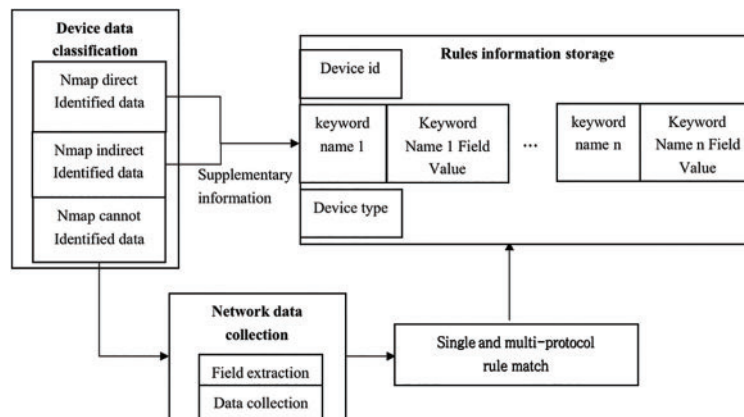 Device data
classification
Nmap direct
Identified data
Nmap indirect
Identified data
Nmap cannot
Identified data
Supplementary
information
Rules information storage
Device id
keyword
name 1
Keyword
Name 1 Field
Value
...
keyword
name n
Keyword
Name n Field
Value
Device type
Network data
collection
Field extraction
Data collection
Single and multi-protocol
rule match